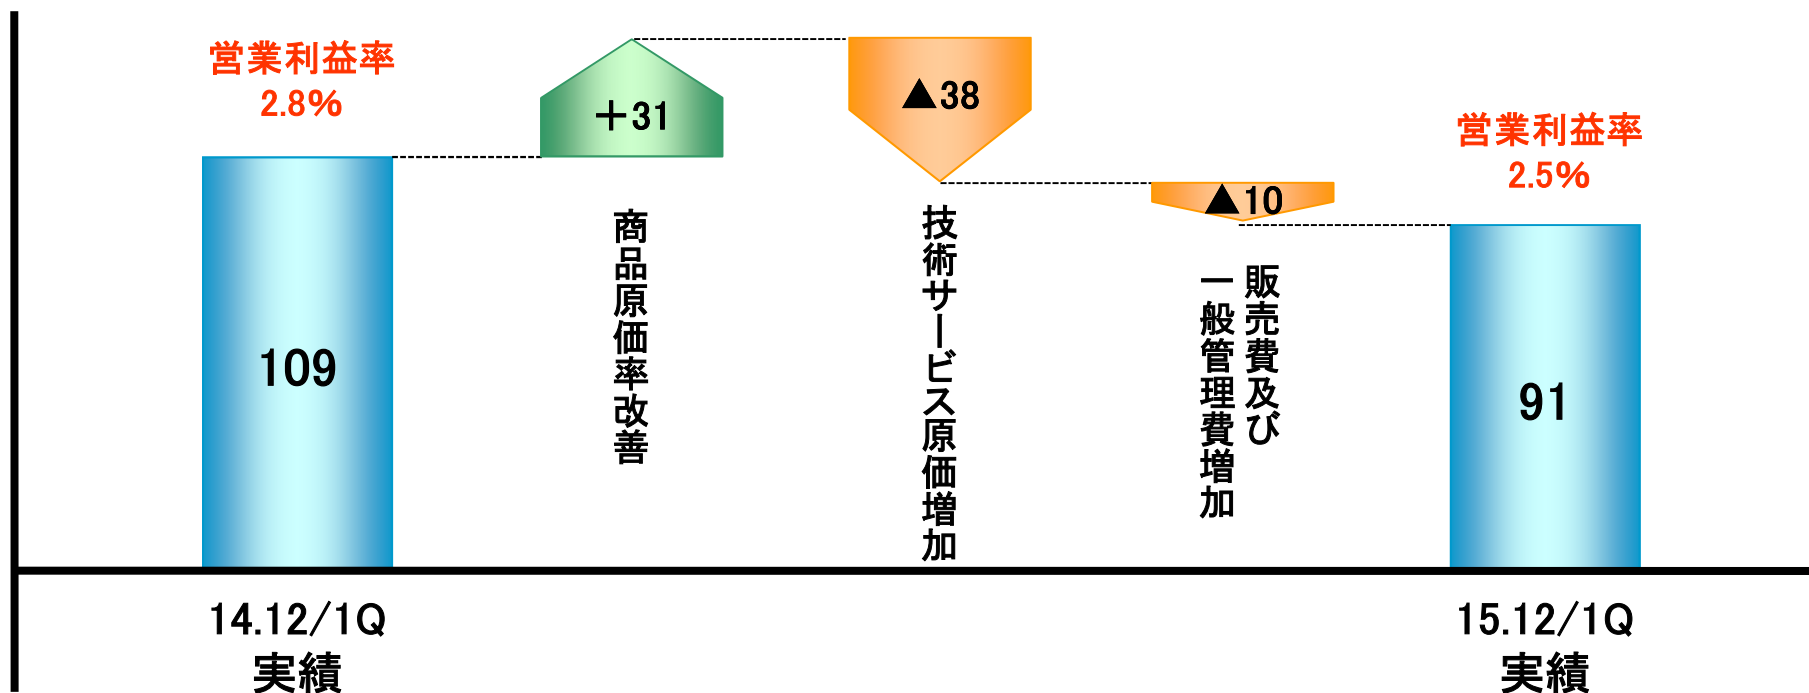 営業利益率
2.8%
109
14.12/1Q
実績
＋31
商品原価率改善
▲38
技術サービス原価増加
▲10
販売費及び
一般管理費増加
営業利益率
2.5%
91
15.12/1Q
実績